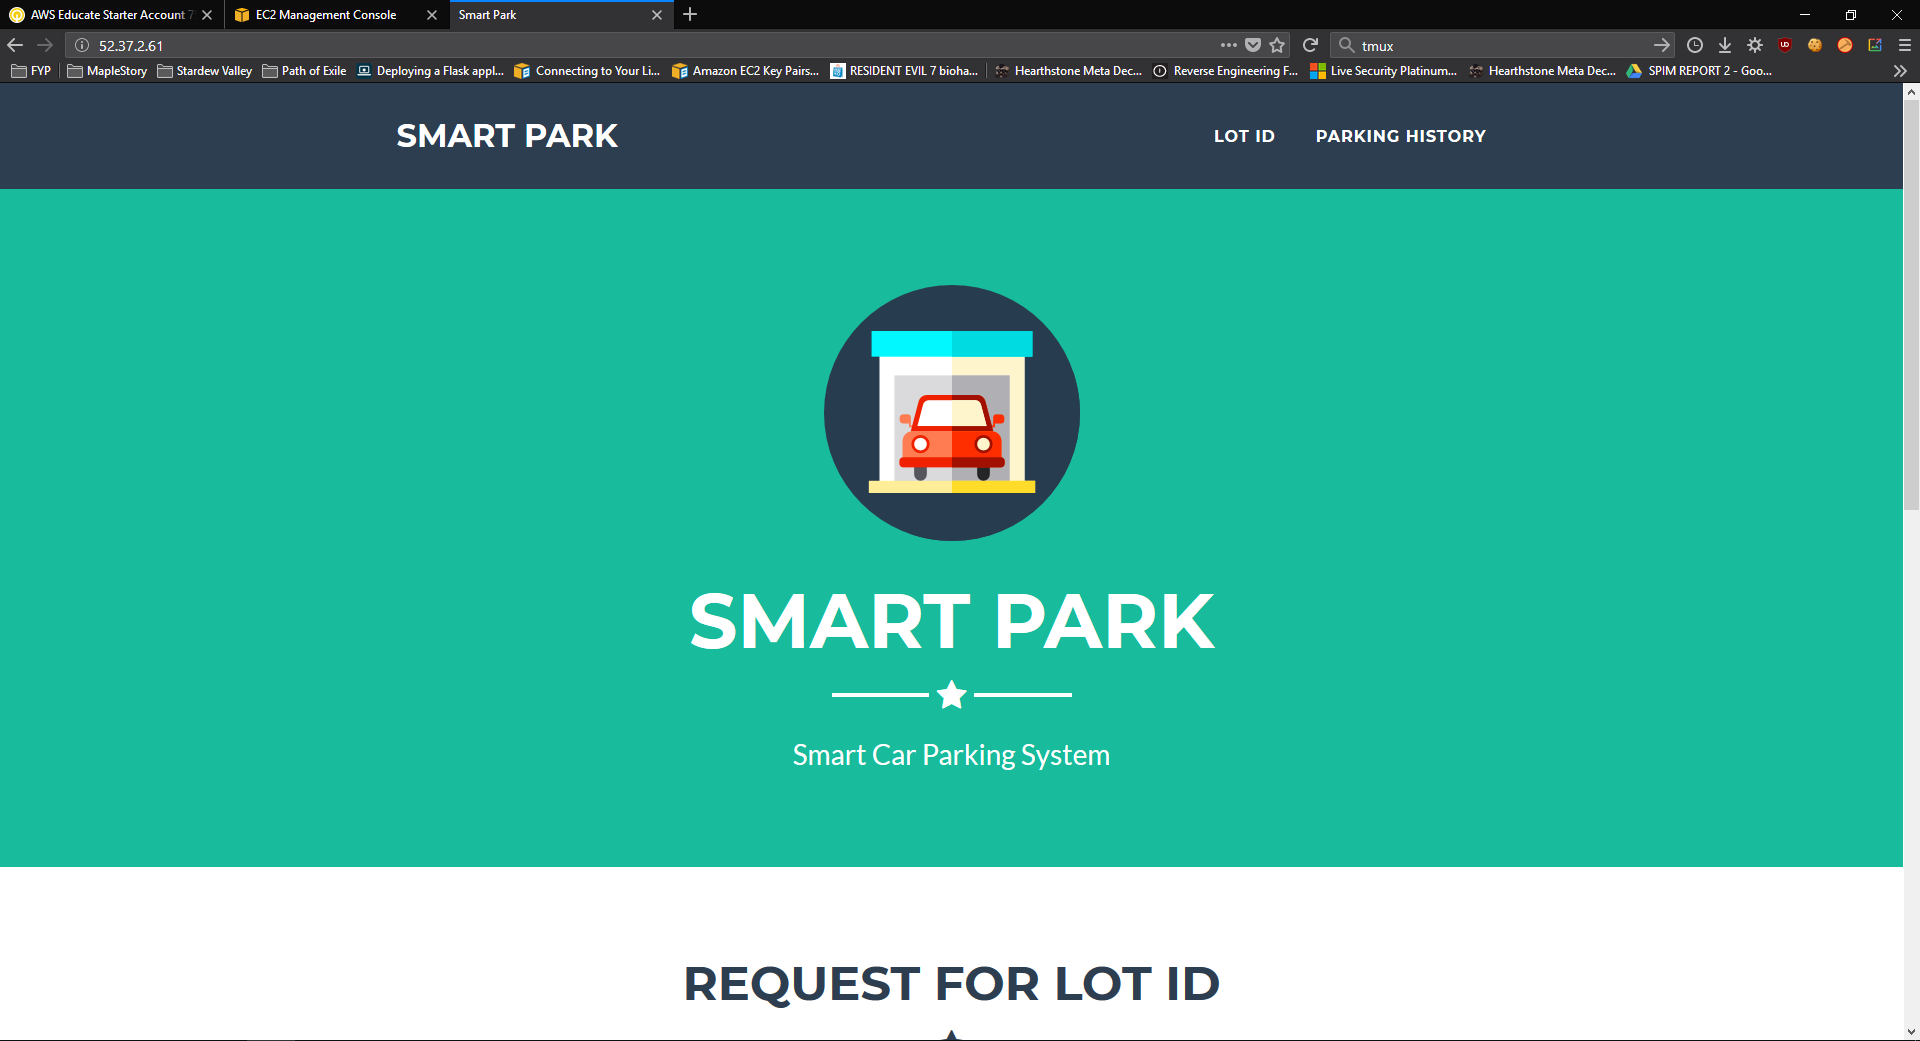 AWS Educate Starter Account
EC2 Management Console
Smart Park
52.37.2.61
tmux
FYP
MapleStory
Stardew Valley
Path of Exile
Deploying a Flask appl...
Connecting to Your Li...
Amazon EC2 Key Pairs...
RESIDENT EVIL 7 bioha...
Hearthstone Meta Dec...
Reverse Engineering F...
Live Security Platinum...
Hearthstone Meta Dec...
SPIM REPORT 2 - Goo...
SMART PARK
LOT ID
PARKING HISTORY
SMART PARK
Smart Car Parking System
REQUEST FOR LOT ID